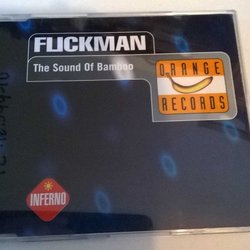 FLICKMAN
The Sound Of Bamboo
ORANGE
RECORDS
INFERNO